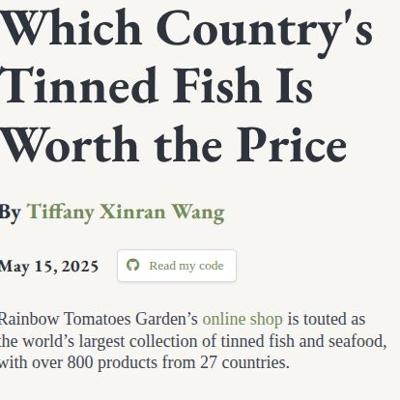 Which Country's
Tinned Fish Is
Worth the Price
By Tiffany Xinran Wang
May 15, 2025 Read my code
Rainbow Tomatoes Garden’s online shop is touted as
the world’s largest collection of tinned fish and seafood,
with over 800 products from 27 countries.